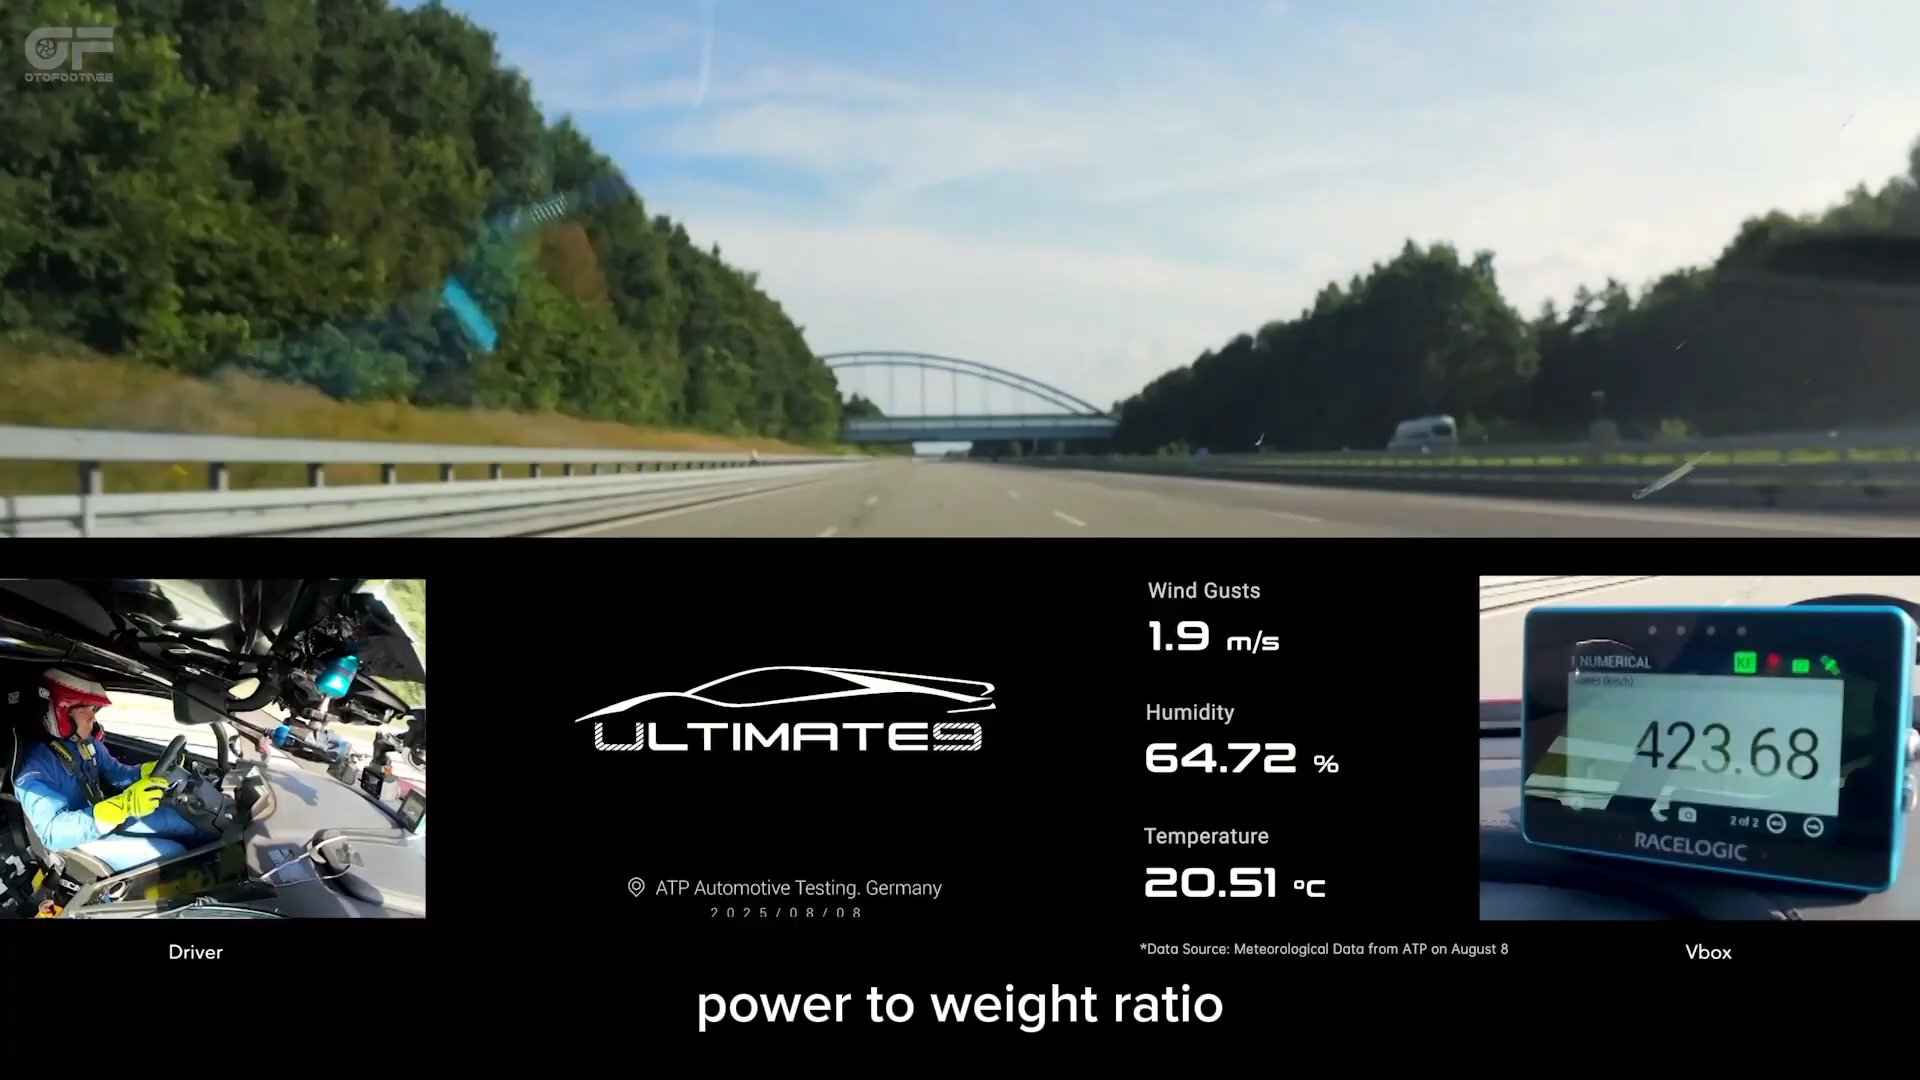 OF
OTOFOOTAGE
Wind Gusts
1.9 m/s
ULTIMATE9
Humidity
64.72 %
Temperature
20.51 °C
ATP Automotive Testing. Germany
2025/08/08
*Data Source: Meteorological Data from ATP on August 8
NUMERICAL
KF
423.68
2 of 2
RACELOGIC
Driver
Vbox
power to weight ratio